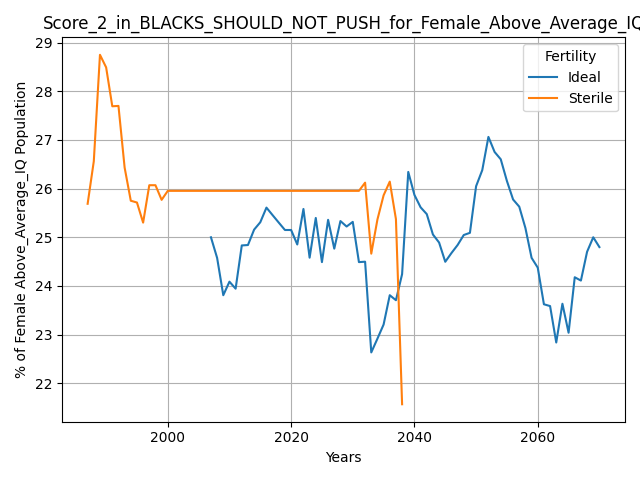 Score_2_in_BLACKS_SHOULD_NOT_PUSH_for_Female_Above_Average_IQ
29
28
27
26
25
24
23
22
% of Female Above_Average_IQ Population
Fertility
Ideal
Sterile
2000
2020
2040
2060
Years